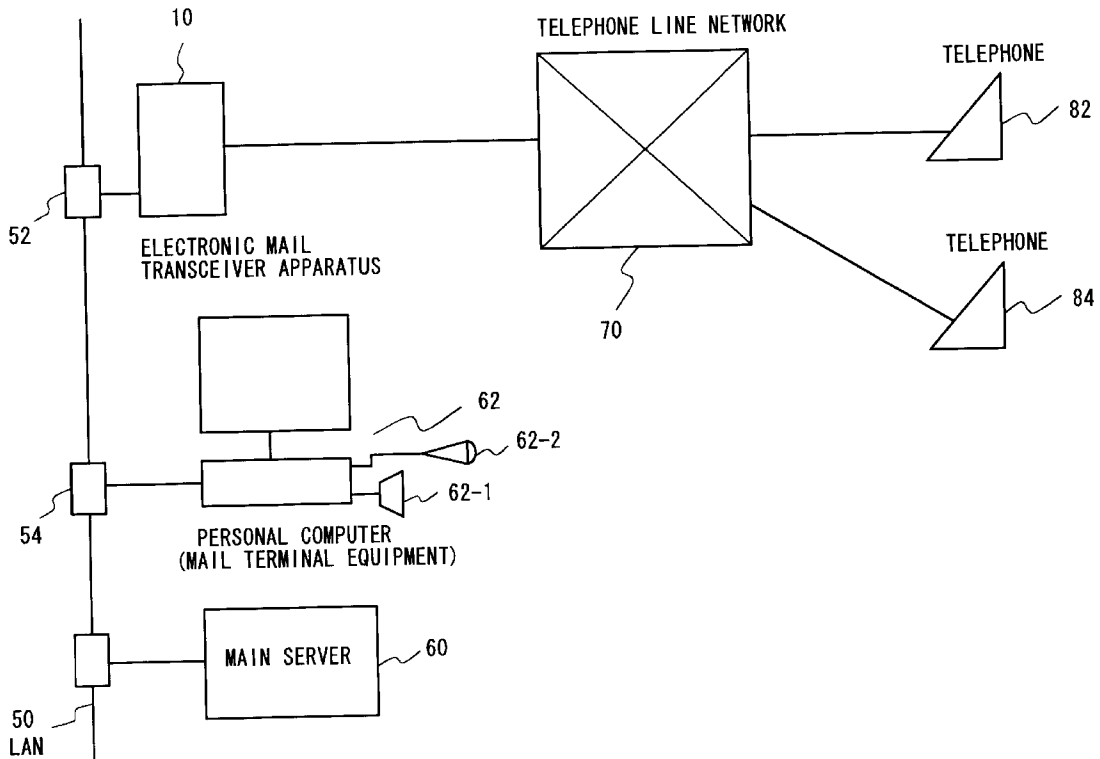 10
TELEPHONE LINE NETWORK
TELEPHONE
82
52
ELECTRONIC MAIL
TRANSCEIVER APPARATUS
TELEPHONE
84
70
62
62-2
62-1
54
PERSONAL COMPUTER
(MAIL TERMINAL EQUIPMENT)
MAIN SERVER
60
50
LAN